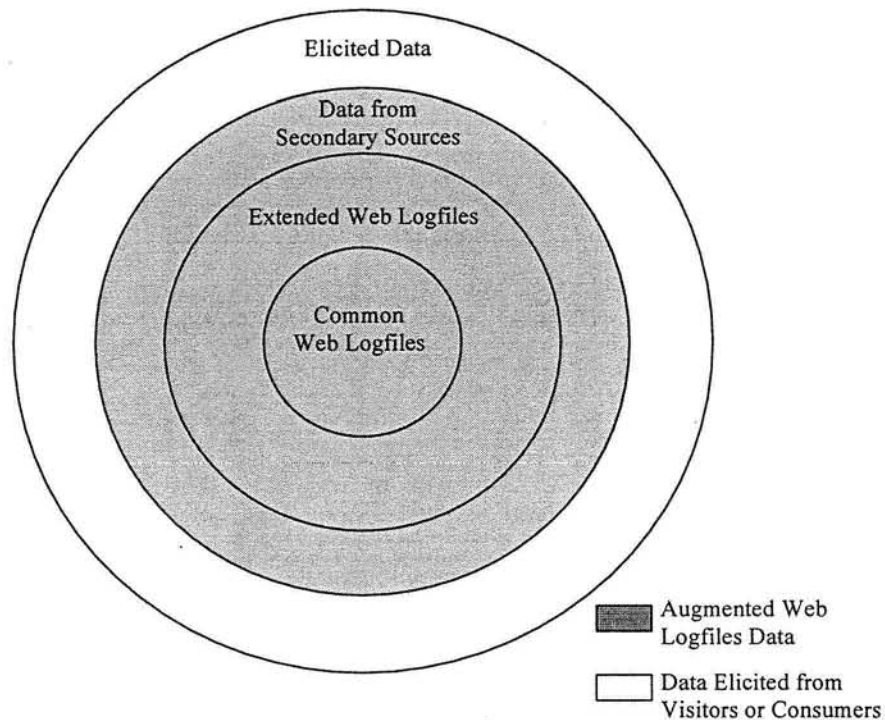 Elicited Data
Data from
Secondary Sources
Extended Web Logfiles
Common
Web Logfiles
Augmented Web
Logfiles Data
Data Elicited from
Visitors or Consumers